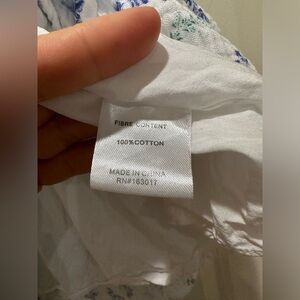 FIBRE CONTENT
100%COTTON
MADE IN CHINA
RN#163017